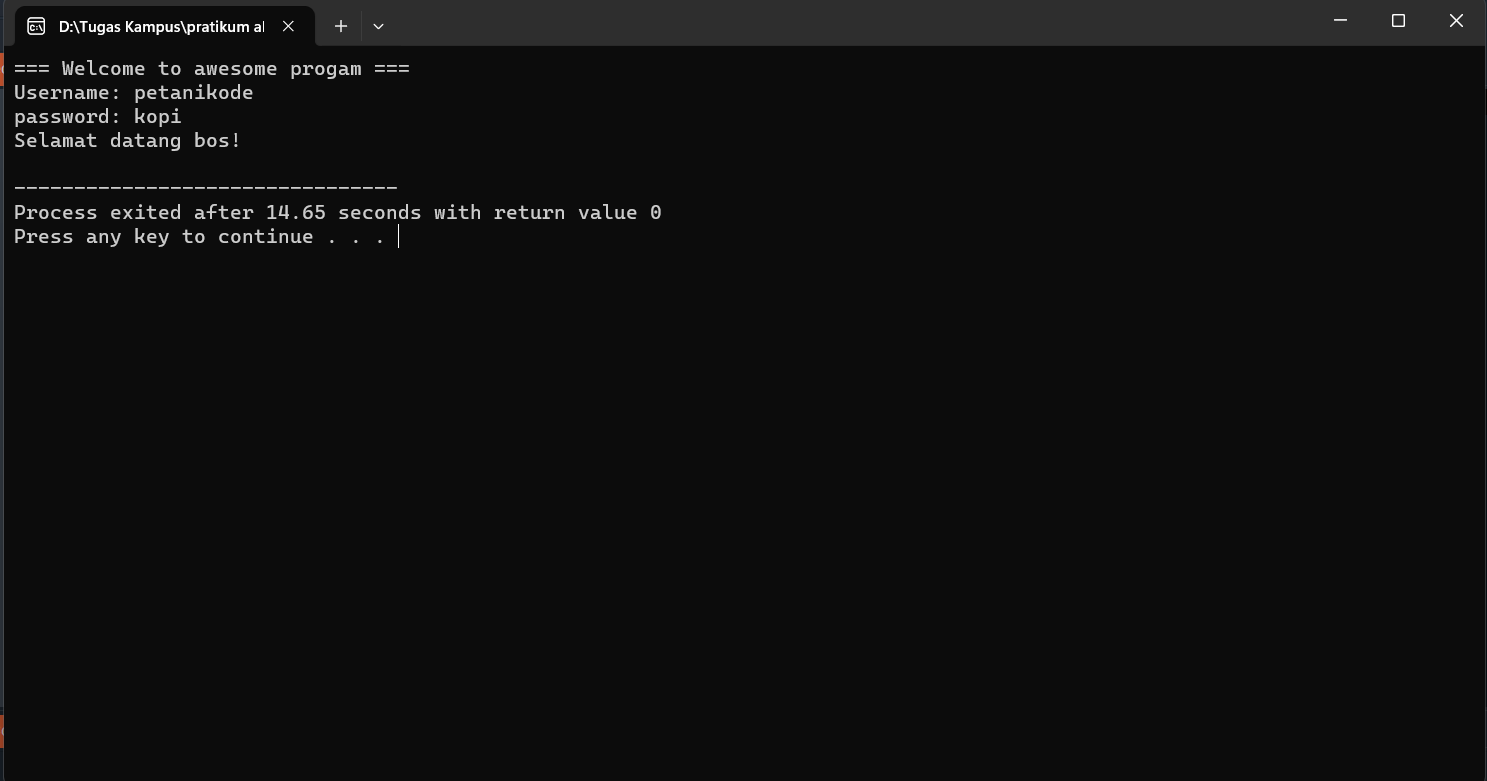 D:\Tugas Kampus\pratikum al
=== Welcome to awesome progam ===
Username: petanikode
password: kopi
Selamat datang bos!
--------------------------------
Process exited after 14.65 seconds with return value 0
Press any key to continue . . .